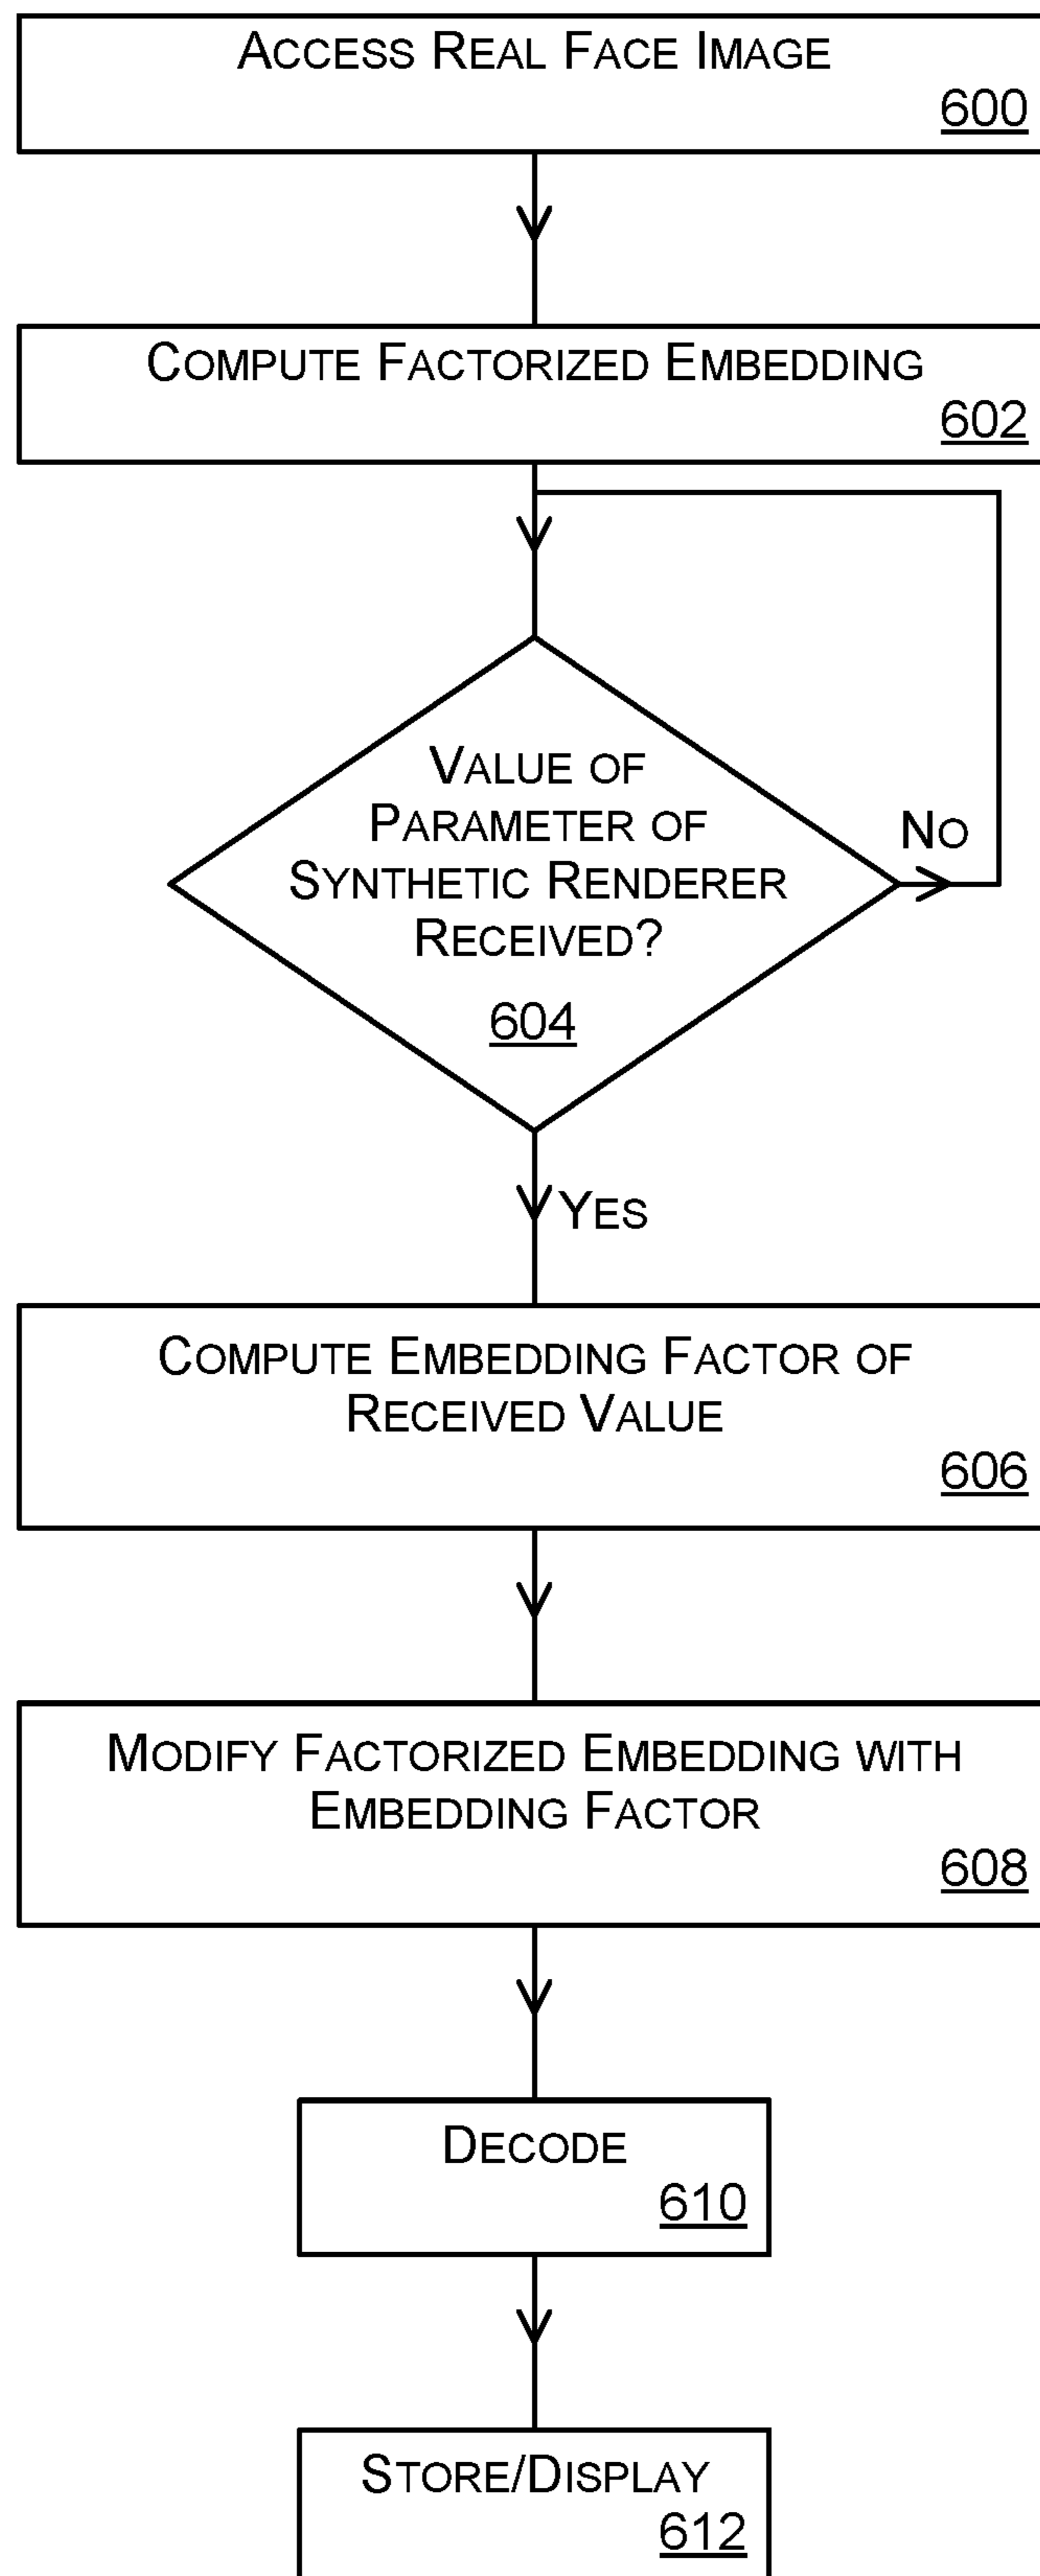 ACCESS REAL FACE IMAGE
600
COMPUTE FACTORIZED EMBEDDING
602
VALUE OF
PARAMETER OF
SYNTHETIC RENDERER
RECEIVED?
604
NO
YES
COMPUTE EMBEDDING FACTOR OF
RECEIVED VALUE
606
MODIFY FACTORIZED EMBEDDING WITH
EMBEDDING FACTOR
608
DECODE
610
STORE/DISPLAY
612